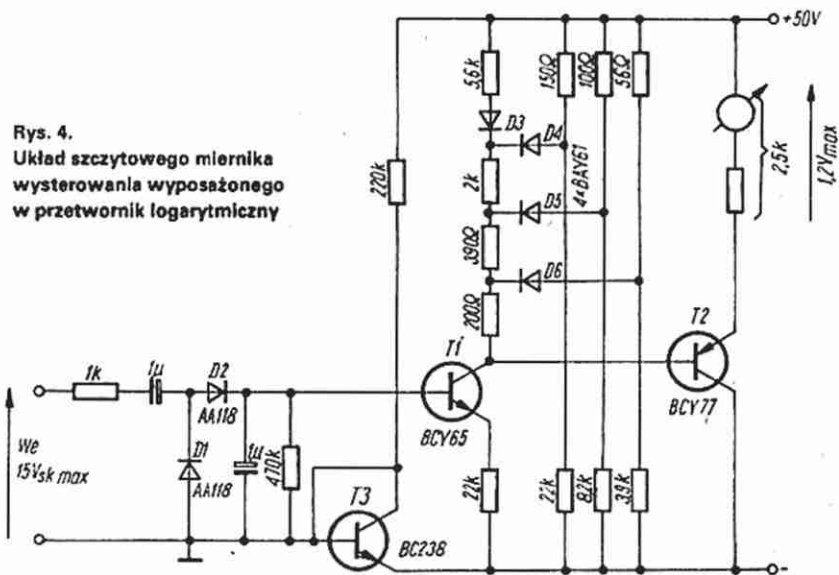 +50V
5,6k
150Ω
100Ω
56Ω
Rys. 4.
Układ szczytowego miernika
wysterowania wyposażonego
w przetwornik logarytmiczny
D3
D4
220k
2k
4×BAY61
2,5k
1,2Vmax
D5
390Ω
D6
200Ω
T1
T2
1k
1µ
D2
AA118
BCY65
BCY77
We
15Vsk max
D1
AA118
1µ
470k
T3
BC238
22k
8,2k
3,9k
-